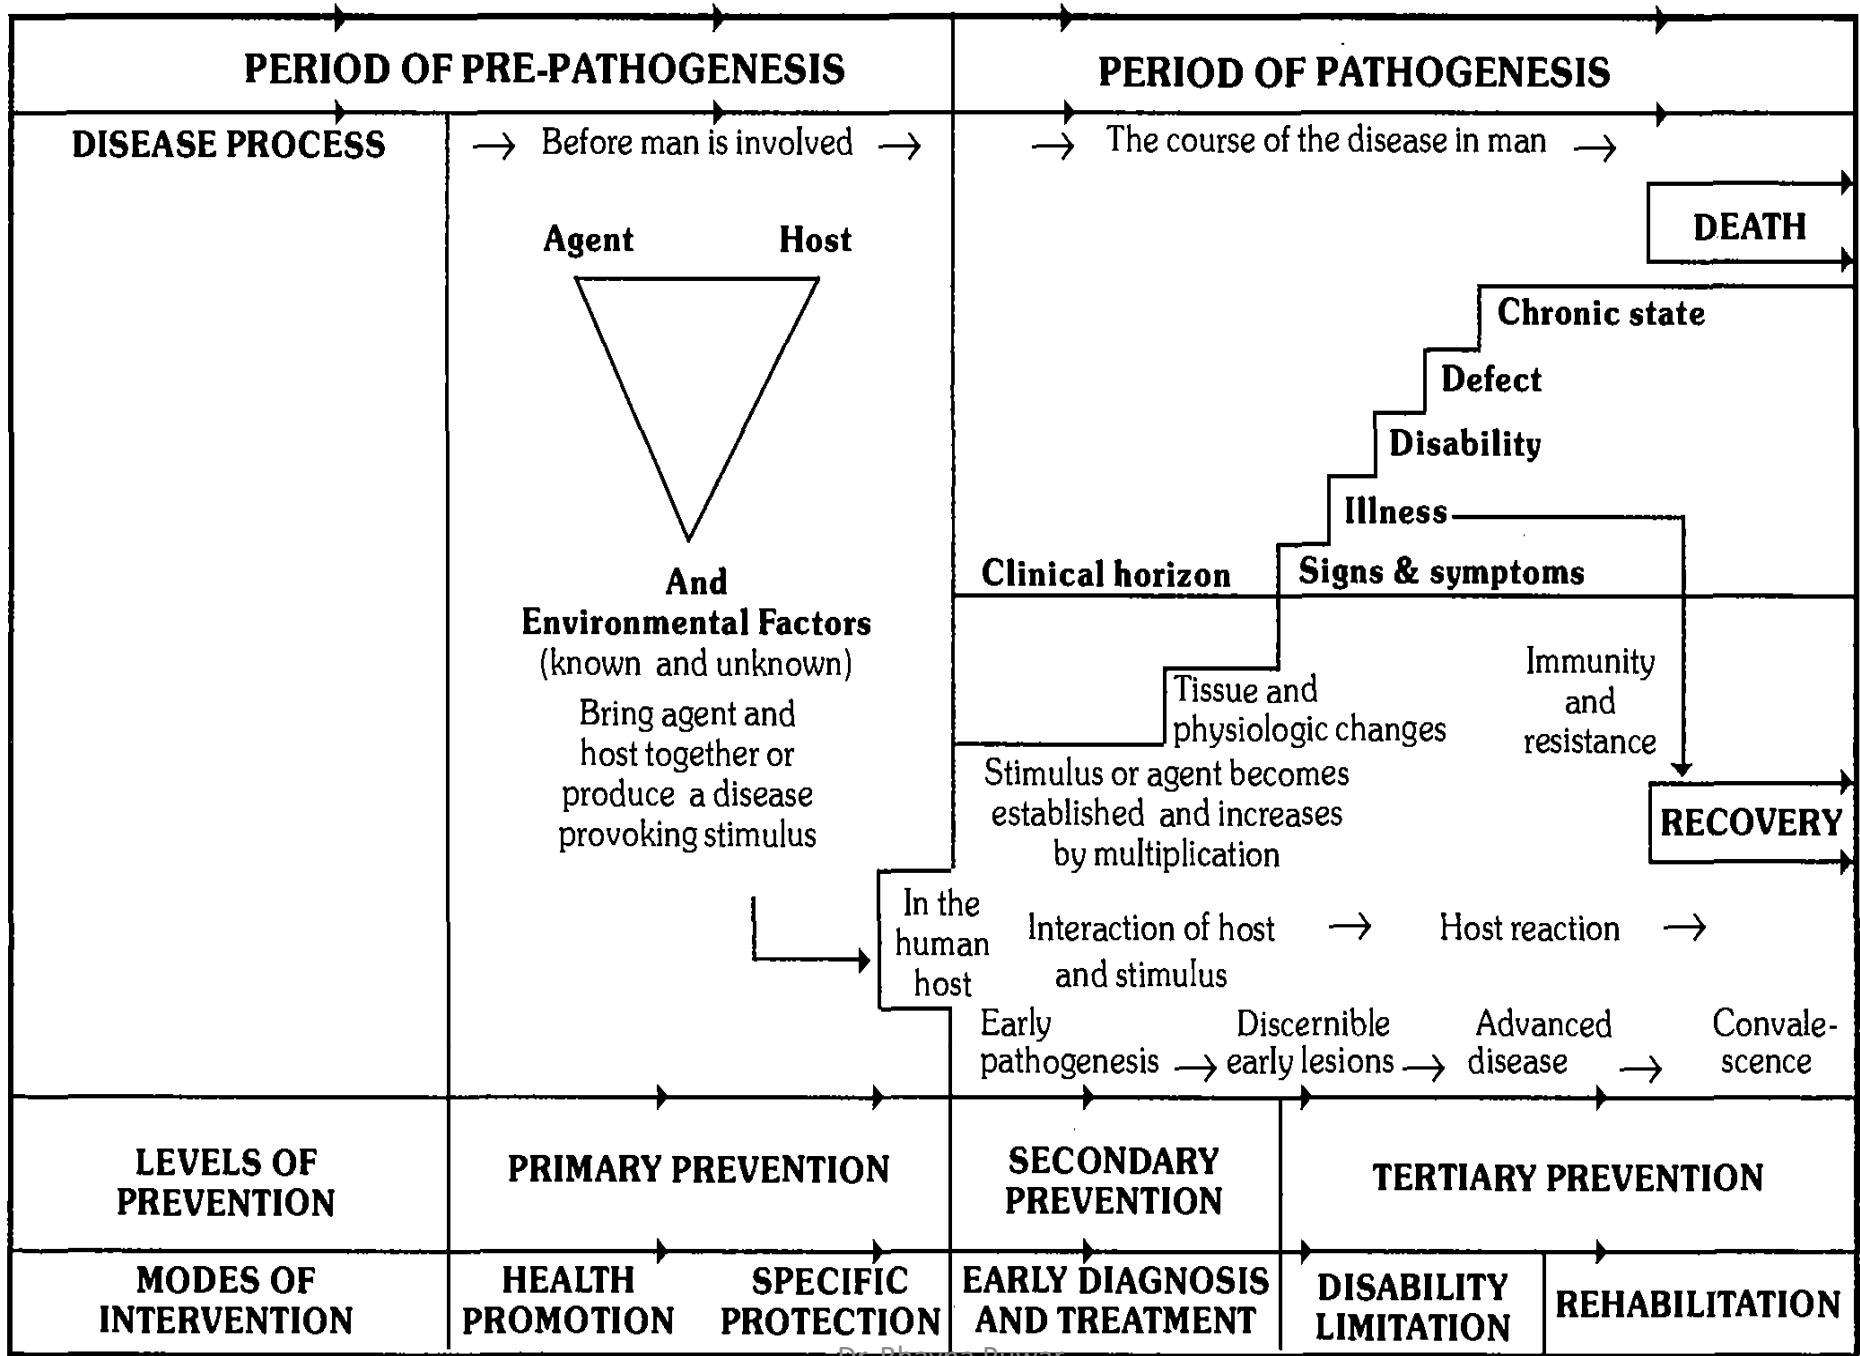 PERIOD OF PRE-PATHOGENESIS
PERIOD OF PATHOGENESIS
DISEASE PROCESS
→ Before man is involved →
→ The course of the disease in man →
DEATH
Agent Host
Chronic state
Defect
Disability
Illness
Signs & symptoms
Clinical horizon
And
Environmental Factors
(known and unknown)
Bring agent and
host together or
produce a disease
provoking stimulus
Tissue and
physiologic changes
Immunity
and
resistance
Stimulus or agent becomes
established and increases
by multiplication
RECOVERY
In the
human
host
Interaction of host
and stimulus
→ Host reaction →
Early
pathogenesis →
Discernible
early lesions →
Advanced
disease →
Convale-
scence
LEVELS OF
PREVENTION
PRIMARY PREVENTION
SECONDARY
PREVENTION
TERTIARY PREVENTION
MODES OF
INTERVENTION
HEALTH
PROMOTION
SPECIFIC
PROTECTION
EARLY DIAGNOSIS
AND TREATMENT
DISABILITY
LIMITATION
REHABILITATION